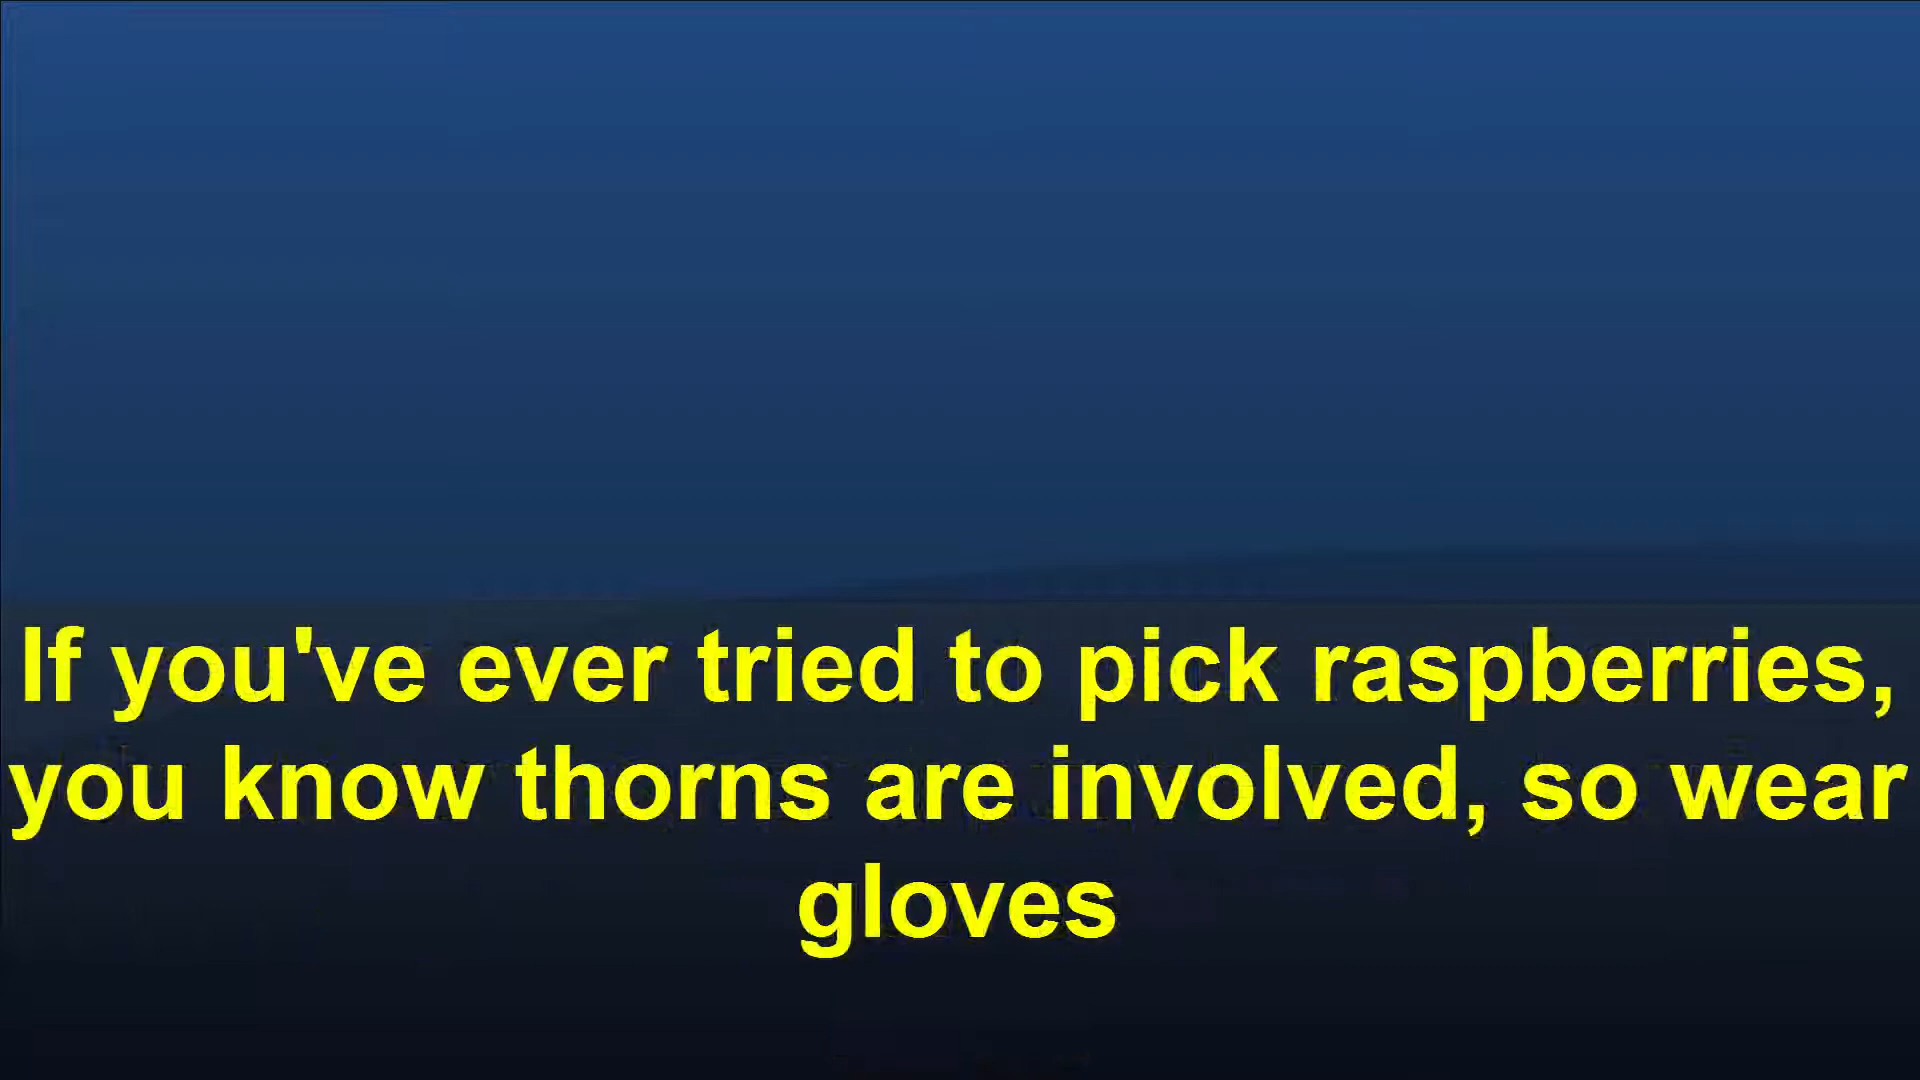 If you've ever tried to pick raspberries,
you know thorns are involved, so wear
gloves